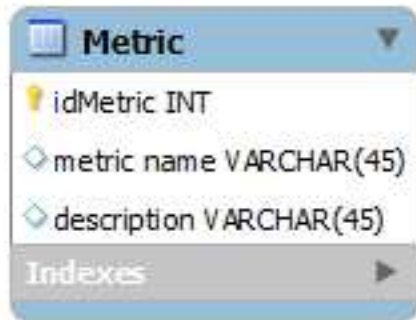 Metric
idMetric INT
metric name VARCHAR(45)
description VARCHAR(45)
Indexes